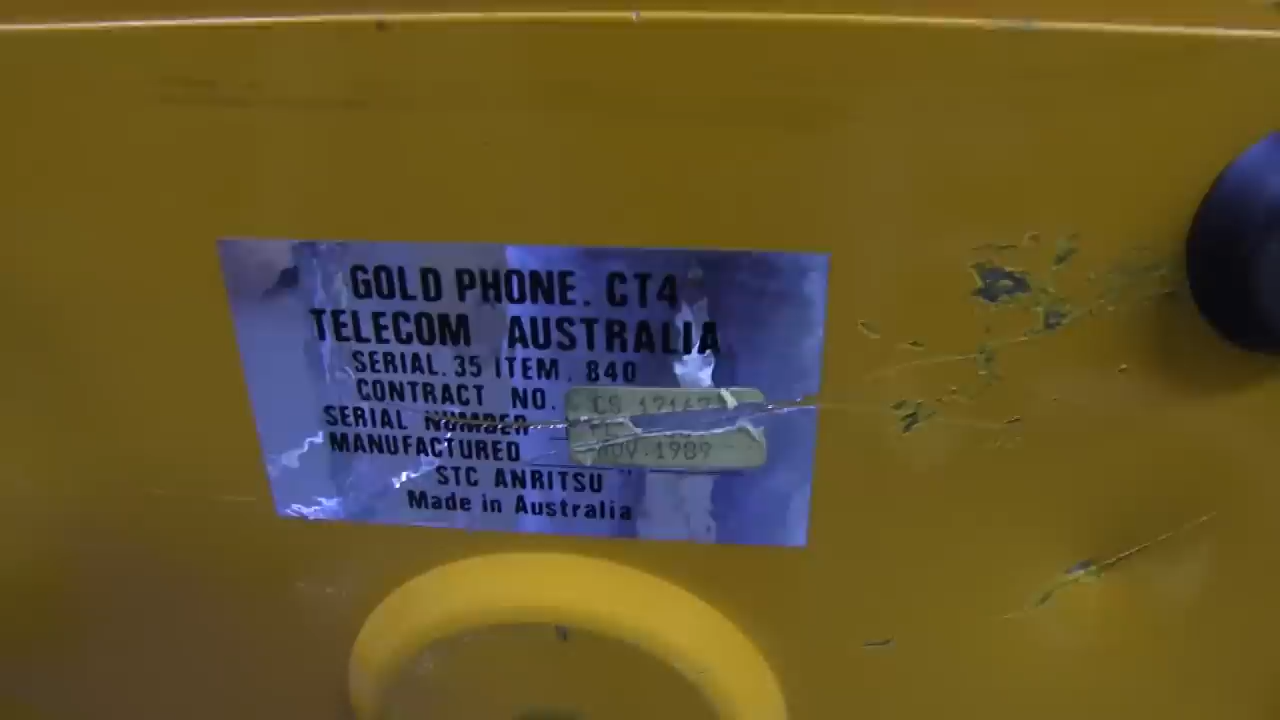 GOLD PHONE. CT4
TELECOM AUSTRALIA
SERIAL. 35 ITEM. 840
CONTRACT NO.
SERIAL NUMBER
MANUFACTURED NOV.1989
STC ANRITSU
Made in Australia